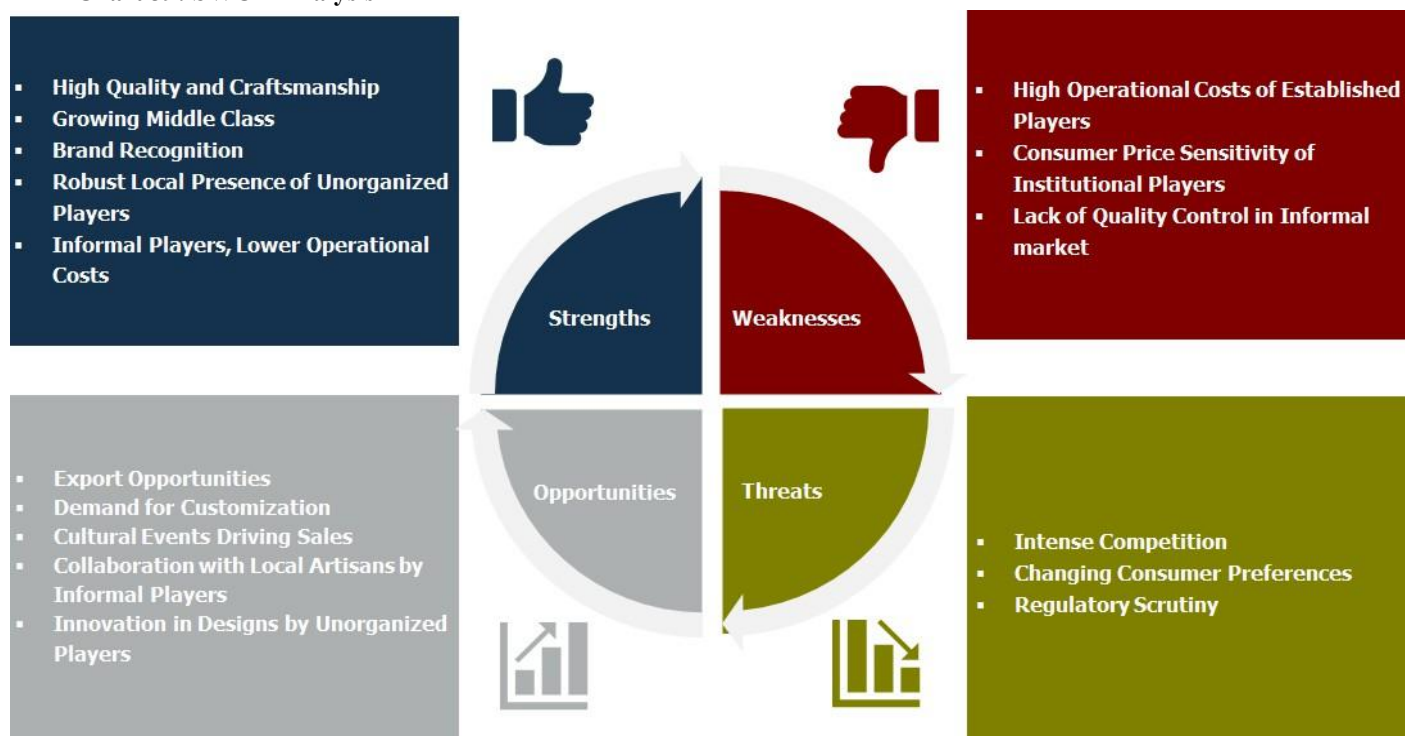 ▪ High Quality and Craftsmanship
▪ Growing Middle Class
▪ Brand Recognition
▪ Robust Local Presence of Unorganized
Players
▪ Informal Players, Lower Operational
Costs
▪ High Operational Costs of Established
Players
▪ Consumer Price Sensitivity of
Institutional Players
▪ Lack of Quality Control in Informal
market
Strengths
Weaknesses
Opportunities
Threats
▪ Export Opportunities
▪ Demand for Customization
▪ Cultural Events Driving Sales
▪ Collaboration with Local Artisans by
Informal Players
▪ Innovation in Designs by Unorganized
Players
▪ Intense Competition
▪ Changing Consumer Preferences
▪ Regulatory Scrutiny